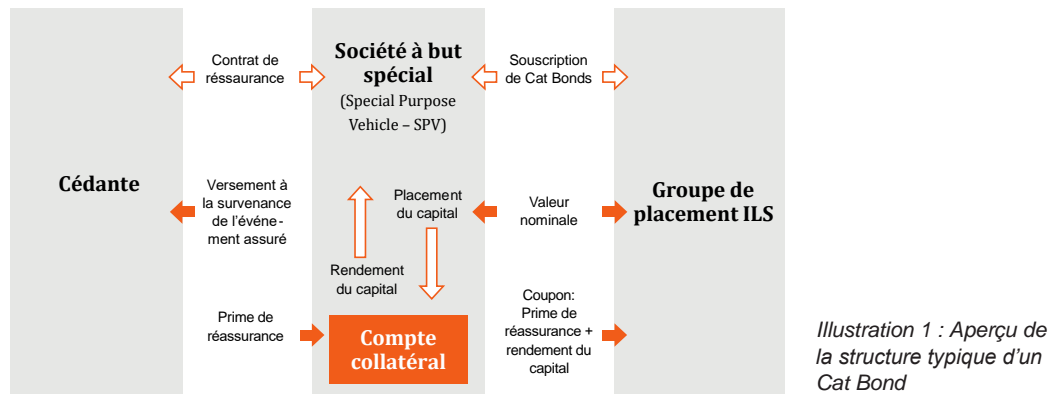 Cédante
Contrat de
réssaurance
Versement à
la survenance
de l'événe-
ment assuré
Prime de
réassurance
Société à but
spécial
(Special Purpose
Vehicle – SPV)
Placement
du capital
Rendement
du capital
Compte
collatéral
Souscription
de Cat Bonds
Valeur
nominale
Coupon:
Prime de
réassurance +
rendement du
capital
Groupe de
placement ILS
Illustration 1 : Aperçu de
la structure typique d'un
Cat Bond